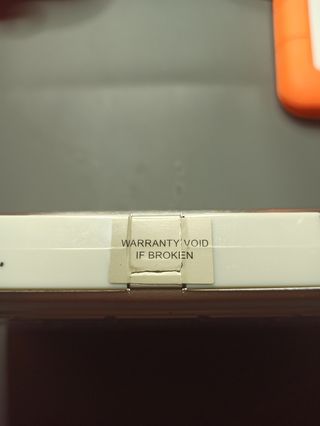 WARRANTY VOID
IF BROKEN